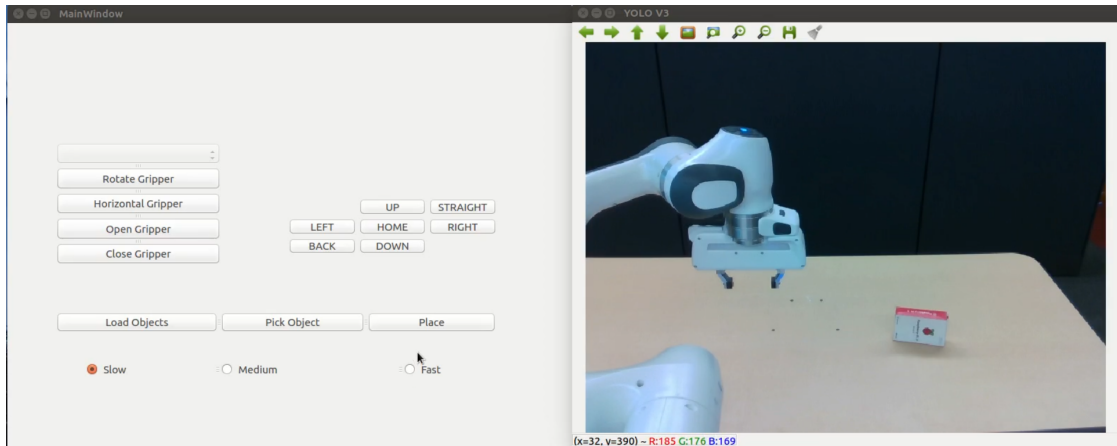 MainWindow
Rotate Gripper
Horizontal Gripper
Open Gripper
Close Gripper
UP STRAIGHT
LEFT HOME RIGHT
BACK DOWN
Load Objects Pick Object Place
Slow Medium Fast
YOLO V3
(x=32, y=390) ~ R:185 G:176 B:169